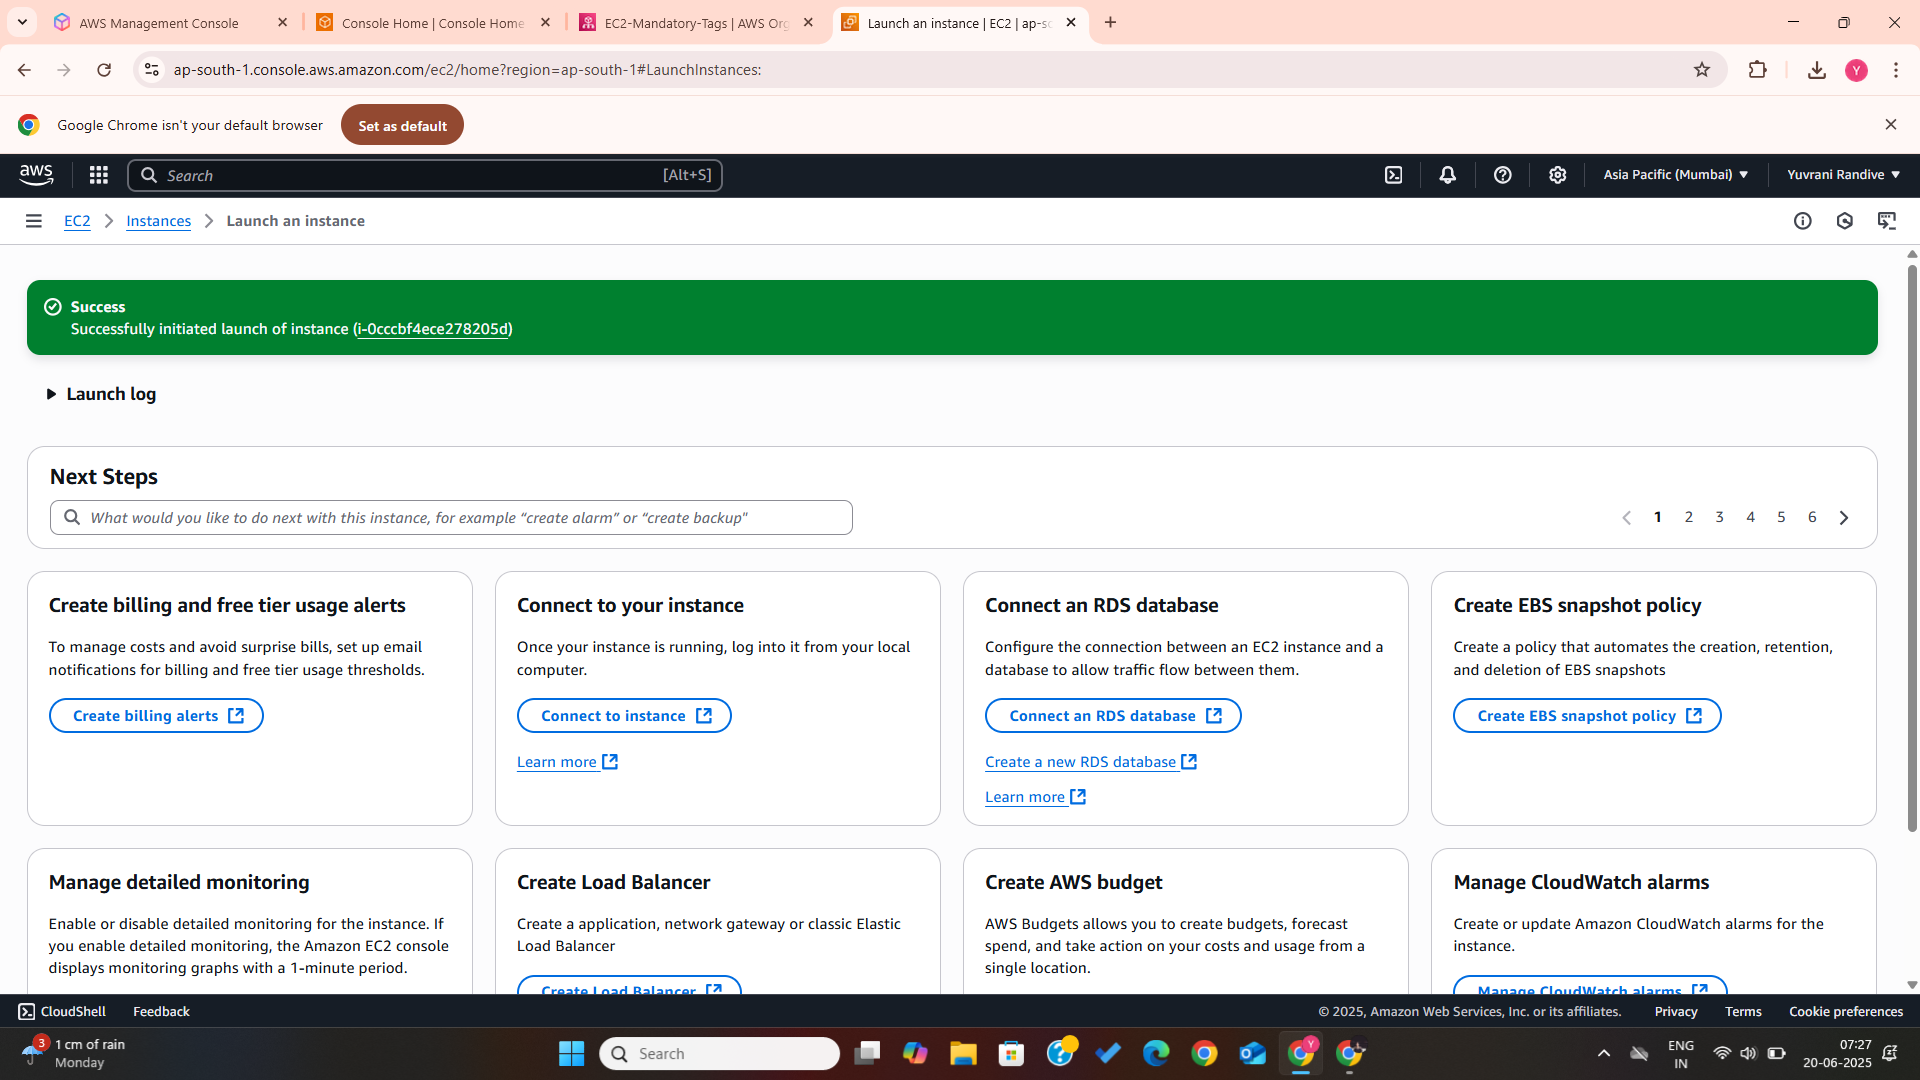 AWS Management Console
Console Home | Console Home
EC2-Mandatory-Tags | AWS Org
Launch an instance | EC2 | ap-so
ap-south-1.console.aws.amazon.com/ec2/home?region=ap-south-1#LaunchInstances:
Y
Google Chrome isn't your default browser
Set as default
aws
Search
[Alt+S]
Asia Pacific (Mumbai)
Yuvrani Randive
EC2
Instances
Launch an instance
Success
Successfully initiated launch of instance (i-0cccbf4ece278205d)
Launch log
Next Steps
What would you like to do next with this instance, for example “create alarm” or “create backup"
1 2 3 4 5 6
Create billing and free tier usage alerts
To manage costs and avoid surprise bills, set up email
notifications for billing and free tier usage thresholds.
Create billing alerts
Connect to your instance
Once your instance is running, log into it from your local
computer.
Connect to instance
Learn more
Connect an RDS database
Configure the connection between an EC2 instance and a
database to allow traffic flow between them.
Connect an RDS database
Create a new RDS database
Learn more
Create EBS snapshot policy
Create a policy that automates the creation, retention,
and deletion of EBS snapshots
Create EBS snapshot policy
Manage detailed monitoring
Enable or disable detailed monitoring for the instance. If
you enable detailed monitoring, the Amazon EC2 console
displays monitoring graphs with a 1-minute period.
Create Load Balancer
Create a application, network gateway or classic Elastic
Load Balancer
Create Load Balancer
Create AWS budget
AWS Budgets allows you to create budgets, forecast
spend, and take action on your costs and usage from a
single location.
Manage CloudWatch alarms
Create or update Amazon CloudWatch alarms for the
instance.
Manage CloudWatch alarms
CloudShell
Feedback
© 2025, Amazon Web Services, Inc. or its affiliates.
Privacy
Terms
Cookie preferences
3
1 cm of rain
Monday
Search
Y
ENG
IN
07:27
20-06-2025